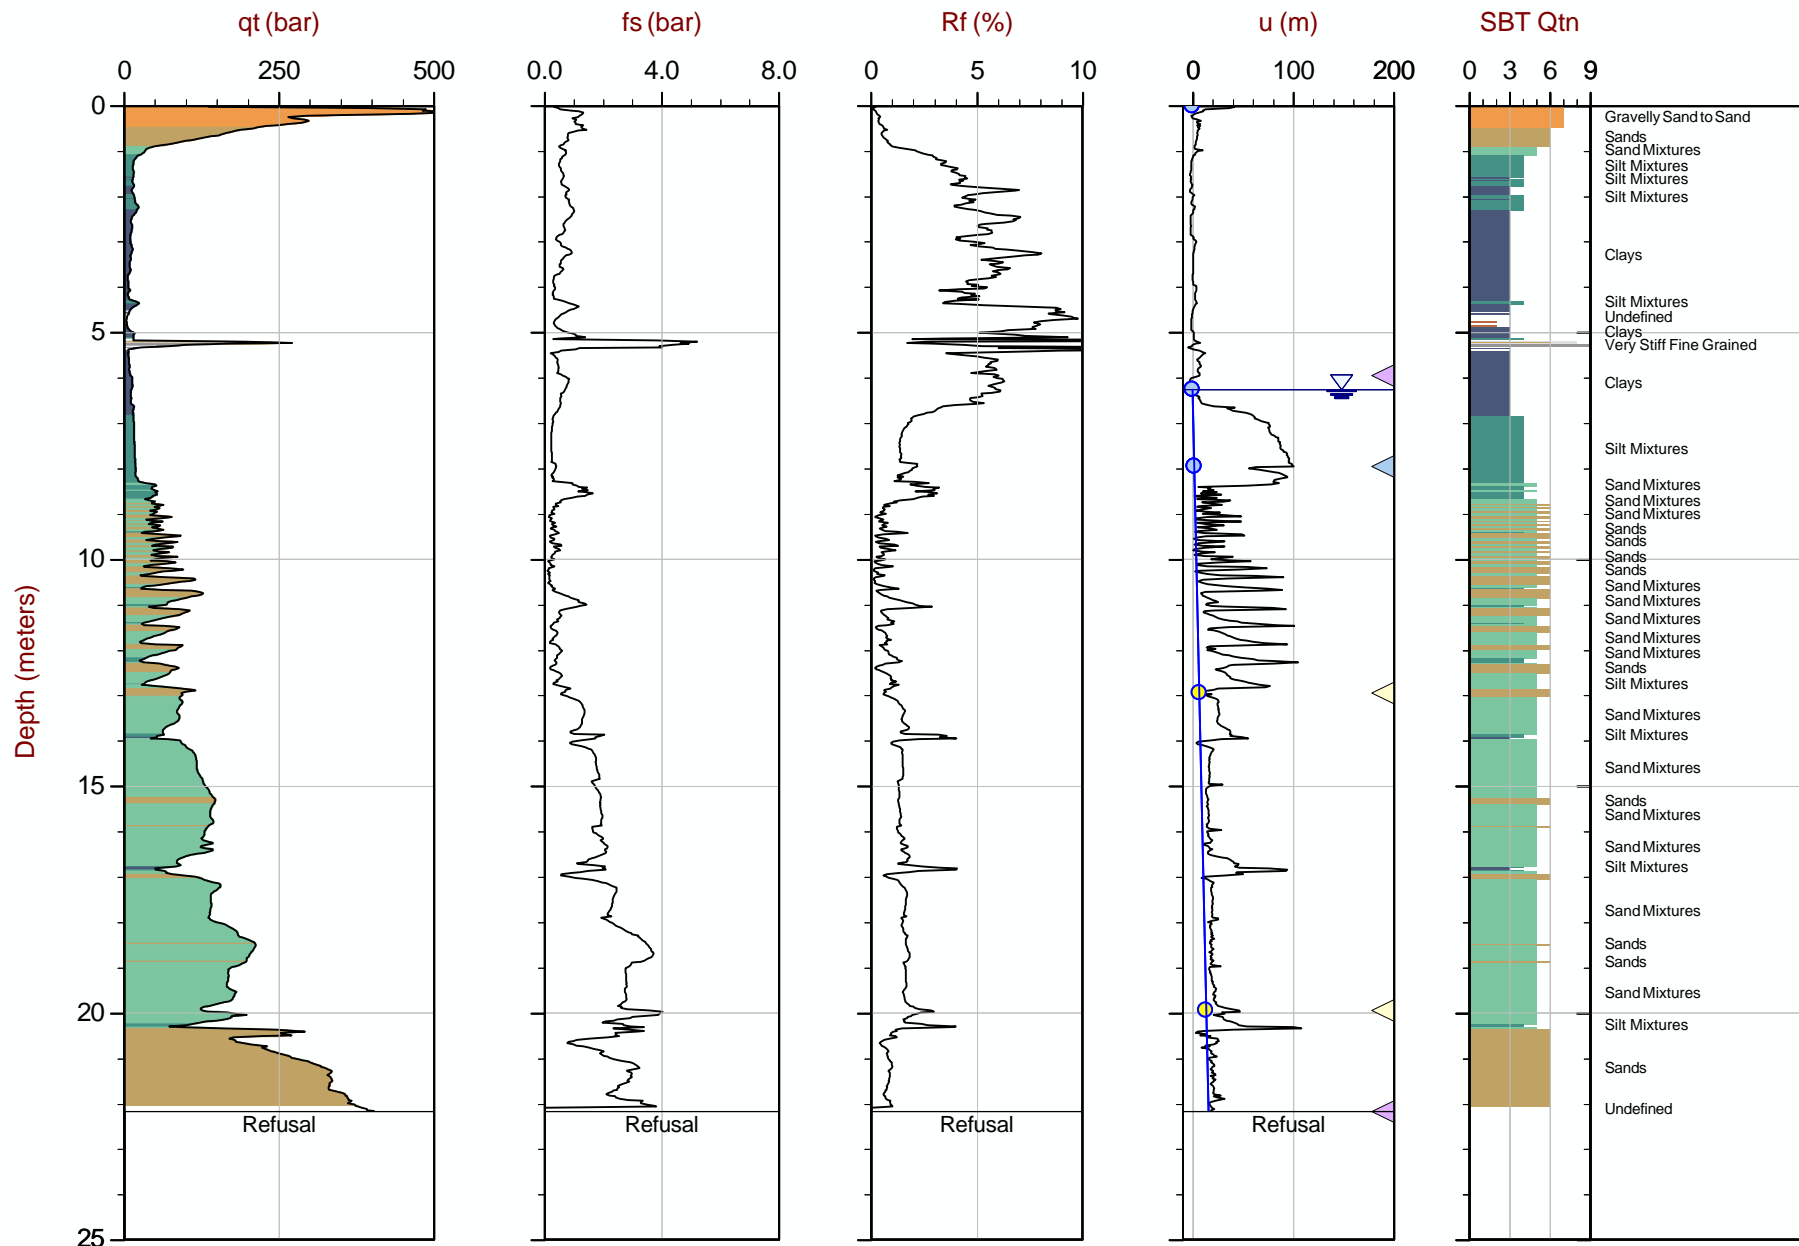 qt (bar) fs (bar) Rf (%) u (m) SBT Qtn
0 250 500 0.0 4.0 8.0 0 5 10 0 100 200 0 3 6 9
Depth (meters)
0
5
10
15
20
25
Gravelly Sand to Sand
Sands
Sand Mixtures
Silt Mixtures
Silt Mixtures
Silt Mixtures
Clays
Silt Mixtures
Undefined
Clays
Very Stiff Fine Grained
Clays
Silt Mixtures
Sand Mixtures
Sand Mixtures
Sand Mixtures
Sands
Sands
Sands
Sands
Sand Mixtures
Sand Mixtures
Sand Mixtures
Sand Mixtures
Sand Mixtures
Sands
Silt Mixtures
Sand Mixtures
Silt Mixtures
Sand Mixtures
Sands
Sand Mixtures
Sand Mixtures
Silt Mixtures
Sand Mixtures
Sands
Sands
Sand Mixtures
Silt Mixtures
Sands
Undefined
Refusal Refusal Refusal Refusal